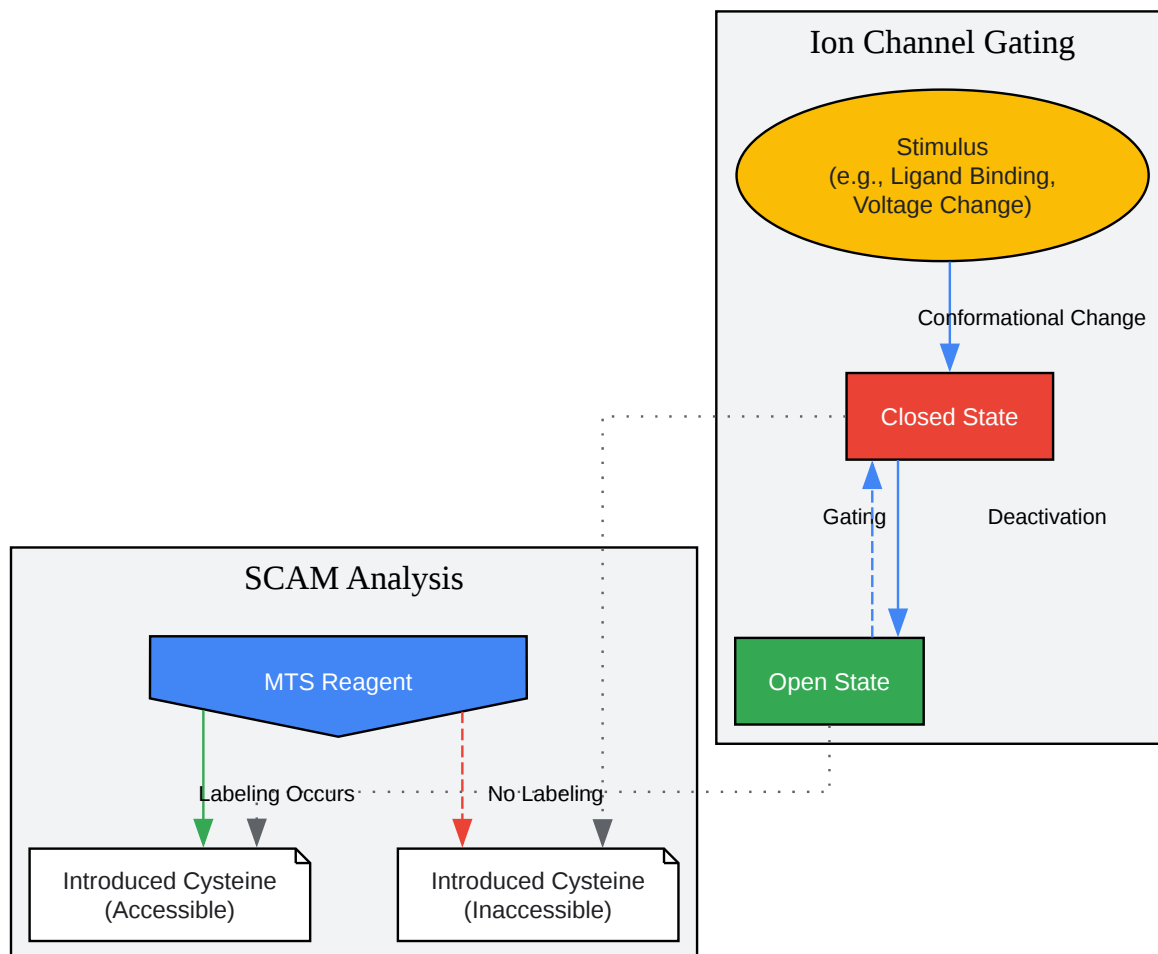 Ion Channel Gating
Stimulus
(e.g., Ligand Binding,
Voltage Change)
Conformational Change
Closed State
Gating
Deactivation
Open State
SCAM Analysis
MTS Reagent
Labeling Occurs
No Labeling
Introduced Cysteine
(Accessible)
Introduced Cysteine
(Inaccessible)